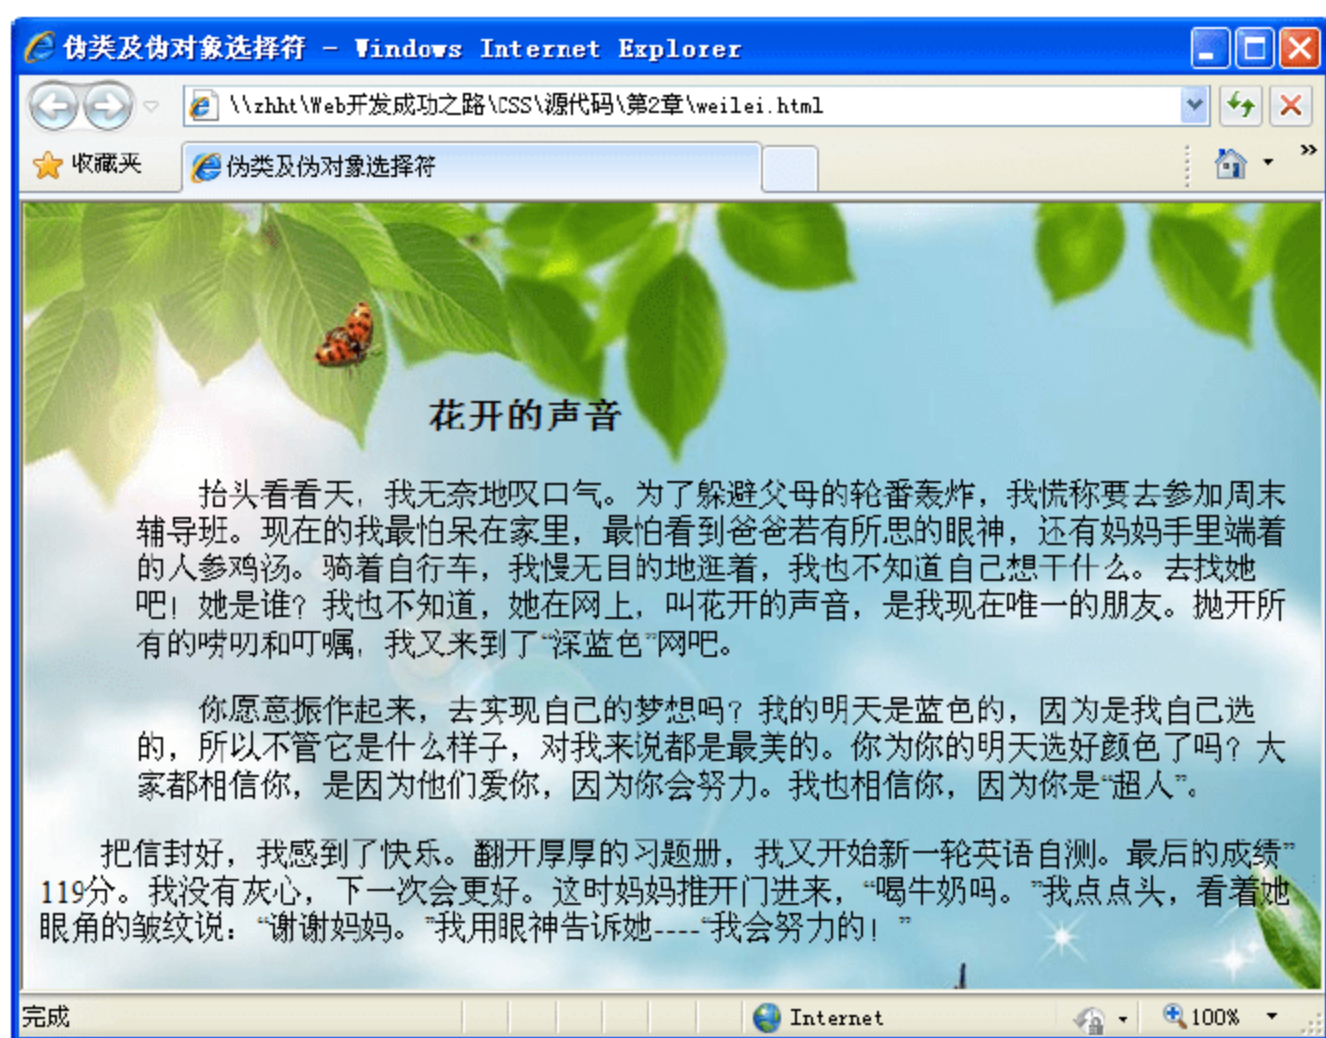 伪类及伪对象选择符 - Windows Internet Explorer
\\zhht\Web开发成功之路\CSS\源代码\第2章\weilei.html
收藏夹
伪类及伪对象选择符
花开的声音
抬头看看天，我无奈地叹口气。为了躲避父母的轮番轰炸，我慌称要去参加周末
辅导班。现在的我最怕呆在家里，最怕看到爸爸若有所思的眼神，还有妈妈手里端着
的人参鸡汤。骑着自行车，我慢无目的地逛着，我也不知道自己想干什么。去找她
吧！她是谁？我也不知道，她在网上，叫花开的声音，是我现在唯一的朋友。抛开所
有的唠叨和叮嘱，我又来到了“深蓝色”网吧。
你愿意振作起来，去实现自己的梦想吗？我的明天是蓝色的，因为是我自己选
的，所以不管它是什么样子，对我来说都是最美的。你为你的明天选好颜色了吗？大
家都相信你，是因为他们爱你，因为你会努力。我也相信你，因为你是“超人”。
把信封好，我感到了快乐。翻开厚厚的习题册，我又开始新一轮英语自测。最后的成绩”
119分。我没有灰心，下一次会更好。这时妈妈推开门进来，“喝牛奶吗。”我点点头，看着她
眼角的皱纹说：“谢谢妈妈。”我用眼神告诉她----“我会努力的！”
完成
Internet
100%